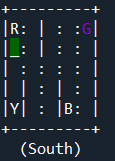 +---------+
|R: | : :G|
|_: | : : |
| : : : : |
| | : | : |
|Y| : |B: |
+---------+
(South)